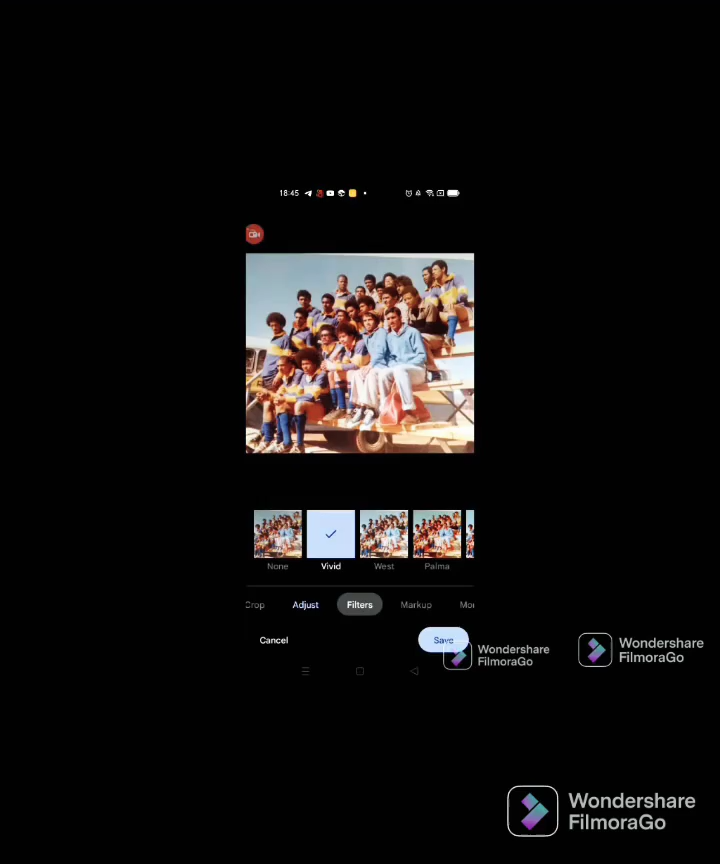 18:45
None
Vivid
West
Palma
Crop
Adjust
Filters
Markup
Cancel
Save
Wondershare
FilmoraGo
Wondershare
FilmoraGo
Wondershare
FilmoraGo